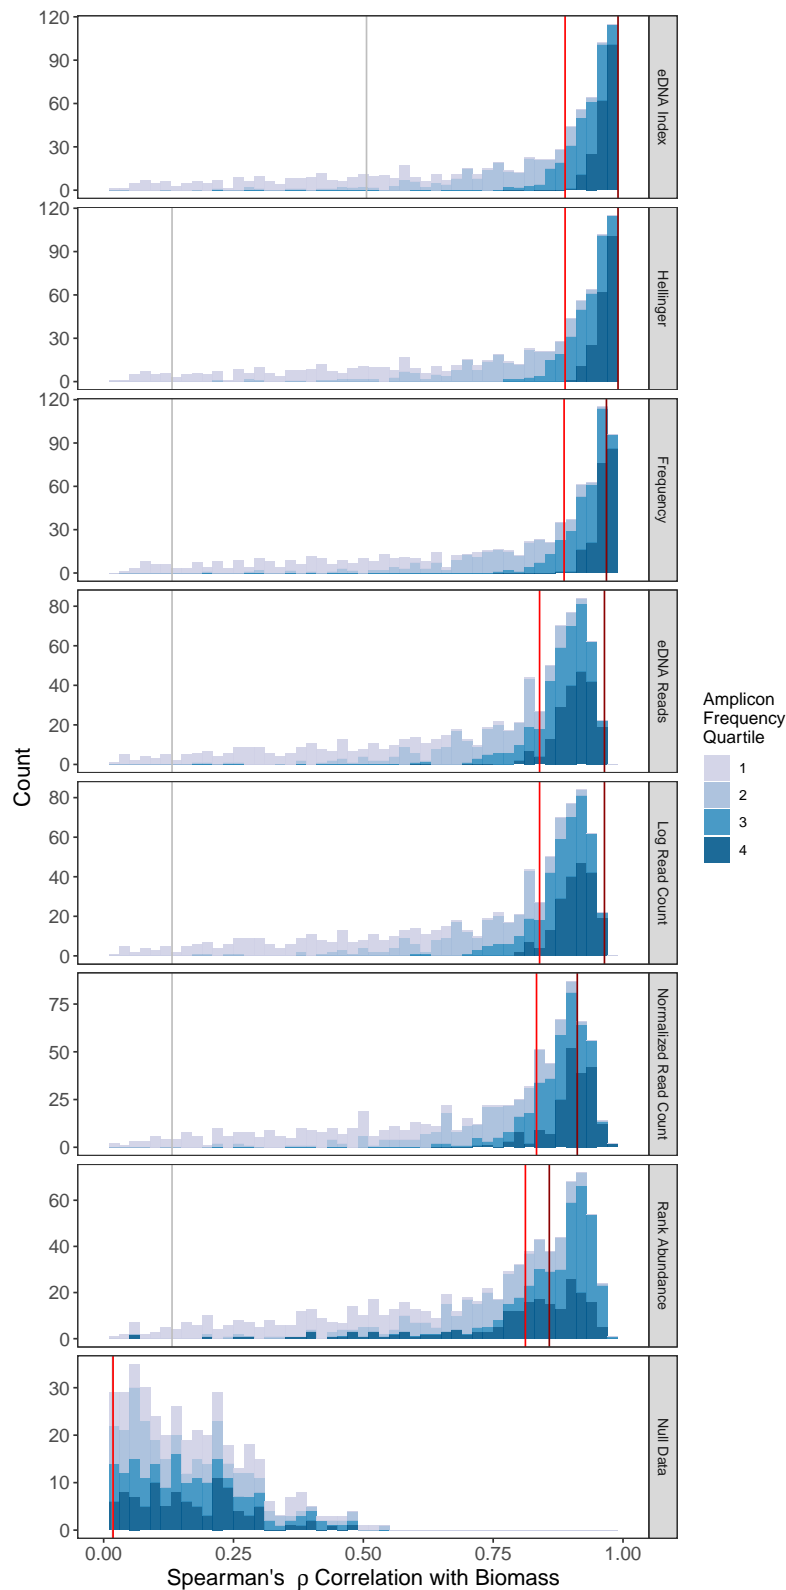 120
90
60
30
0
eDNA Index
120
90
60
30
0
Hellinger
120
90
60
30
0
Frequency
80
60
40
20
0
eDNA Reads
80
60
40
20
0
Log Read Count
75
50
25
0
Normalized Read Count
60
40
20
0
Rank Abundance
30
20
10
0
Null Data
Count
0.00 0.25 0.50 0.75 1.00
Spearman's ρ Correlation with Biomass
Amplicon
Frequency
Quartile
1
2
3
4